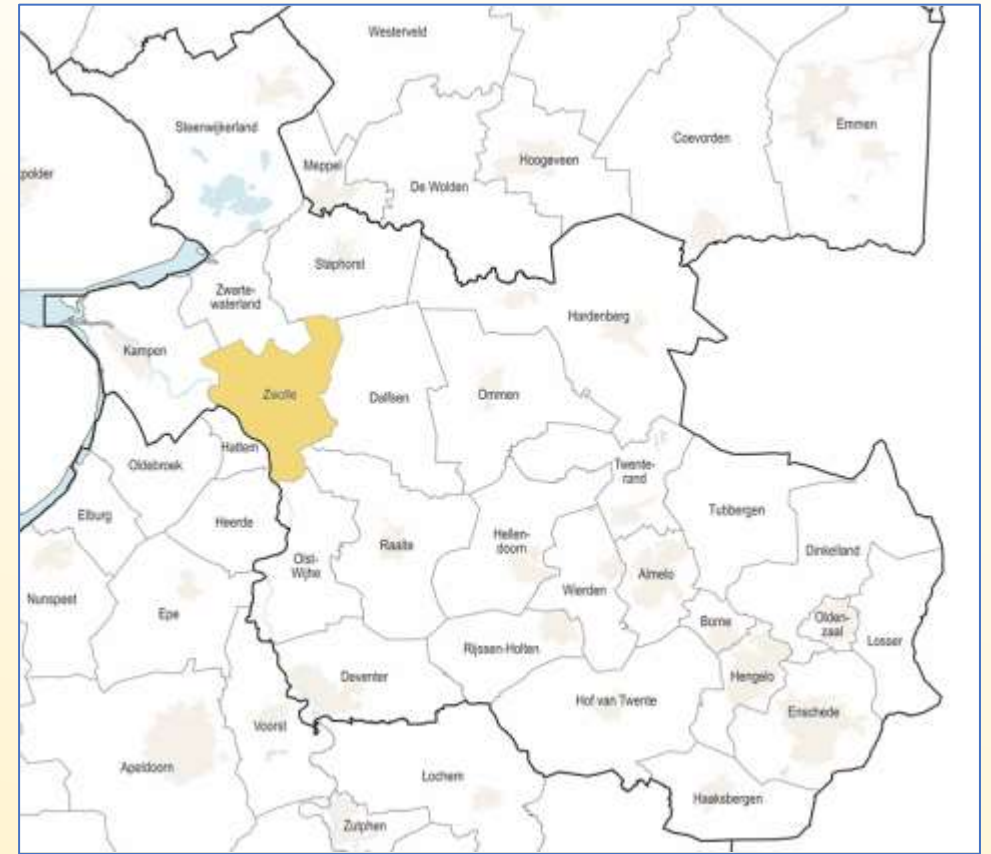 Westerveld
Steenwijkerland
Emmen
Coevorden
Hoogeveen
Meppel
polder
De Wolden
Staphorst
Zwarte-
waterland
Hardenberg
Kampen
Zwolle
Dalfsen
Ommen
Hattem
Oldebroek
Twente-
rand
Elburg
Heerde
Tubbergen
Hellen-
doorn
Raalte
Dinkelland
Olst-
Wijhe
Almelo
Wierden
Nunspeet
Epe
Borne
Olden-
zaal
Losser
Rijssen-Holten
Deventer
Hengelo
Hof van Twente
Enschede
Voorst
Apeldoorn
Lochem
Haaksbergen
Zutphen